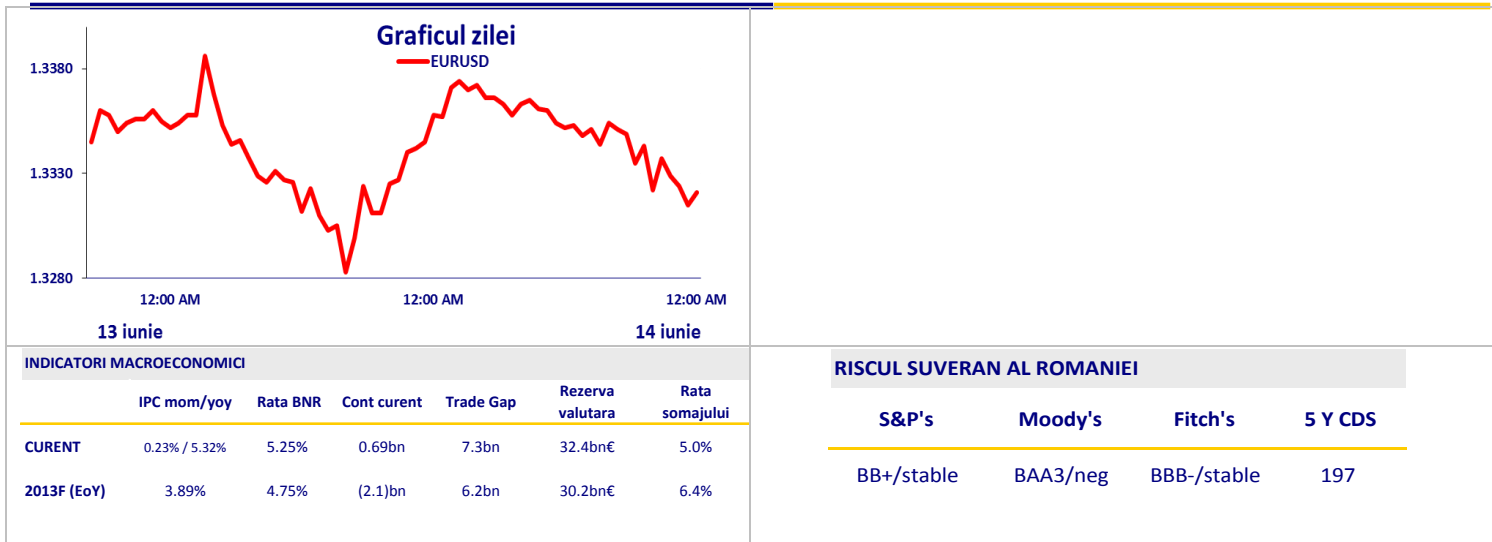 Graficul zilei
EURUSD
1.3380
1.3330
1.3280
12:00 AM 12:00 AM 12:00 AM
13 iunie 14 iunie
INDICATORI MACROECONOMICI
IPC mom/yoy Rata BNR Cont curent Trade Gap Rezerva valutara Rata somajului
CURENT 0.23% / 5.32% 5.25% 0.69bn 7.3bn 32.4bn€ 5.0%
2013F (EoY) 3.89% 4.75% (2.1)bn 6.2bn 30.2bn€ 6.4%
RISCUL SUVERAN AL ROMANIEI
S&P's Moody's Fitch's 5 Y CDS
BB+/stable BAA3/neg BBB-/stable 197